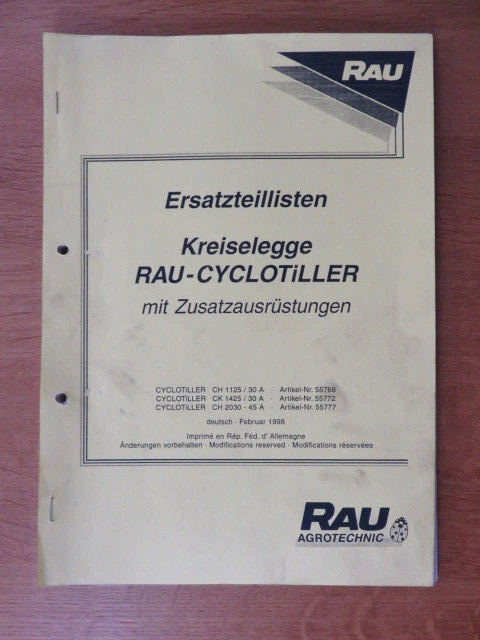 RAU
Ersatzteillisten
Kreiselegge
RAU-CYCLOTiLLER
mit Zusatzausrüstungen
CYCLOTiLLER CH 1125 / 30 A - Artikel-Nr. 55768
CYCLOTiLLER CK 1425 / 30 A - Artikel-Nr. 55772
CYCLOTiLLER CH 2030 - 45 A - Artikel-Nr. 55777
deutsch - Februar 1998
Imprimé en Rép. Féd. d' Allemagne
Änderungen vorbehalten · Modifications reserved · Modifications réservées
RAU
AGROTECHNIC